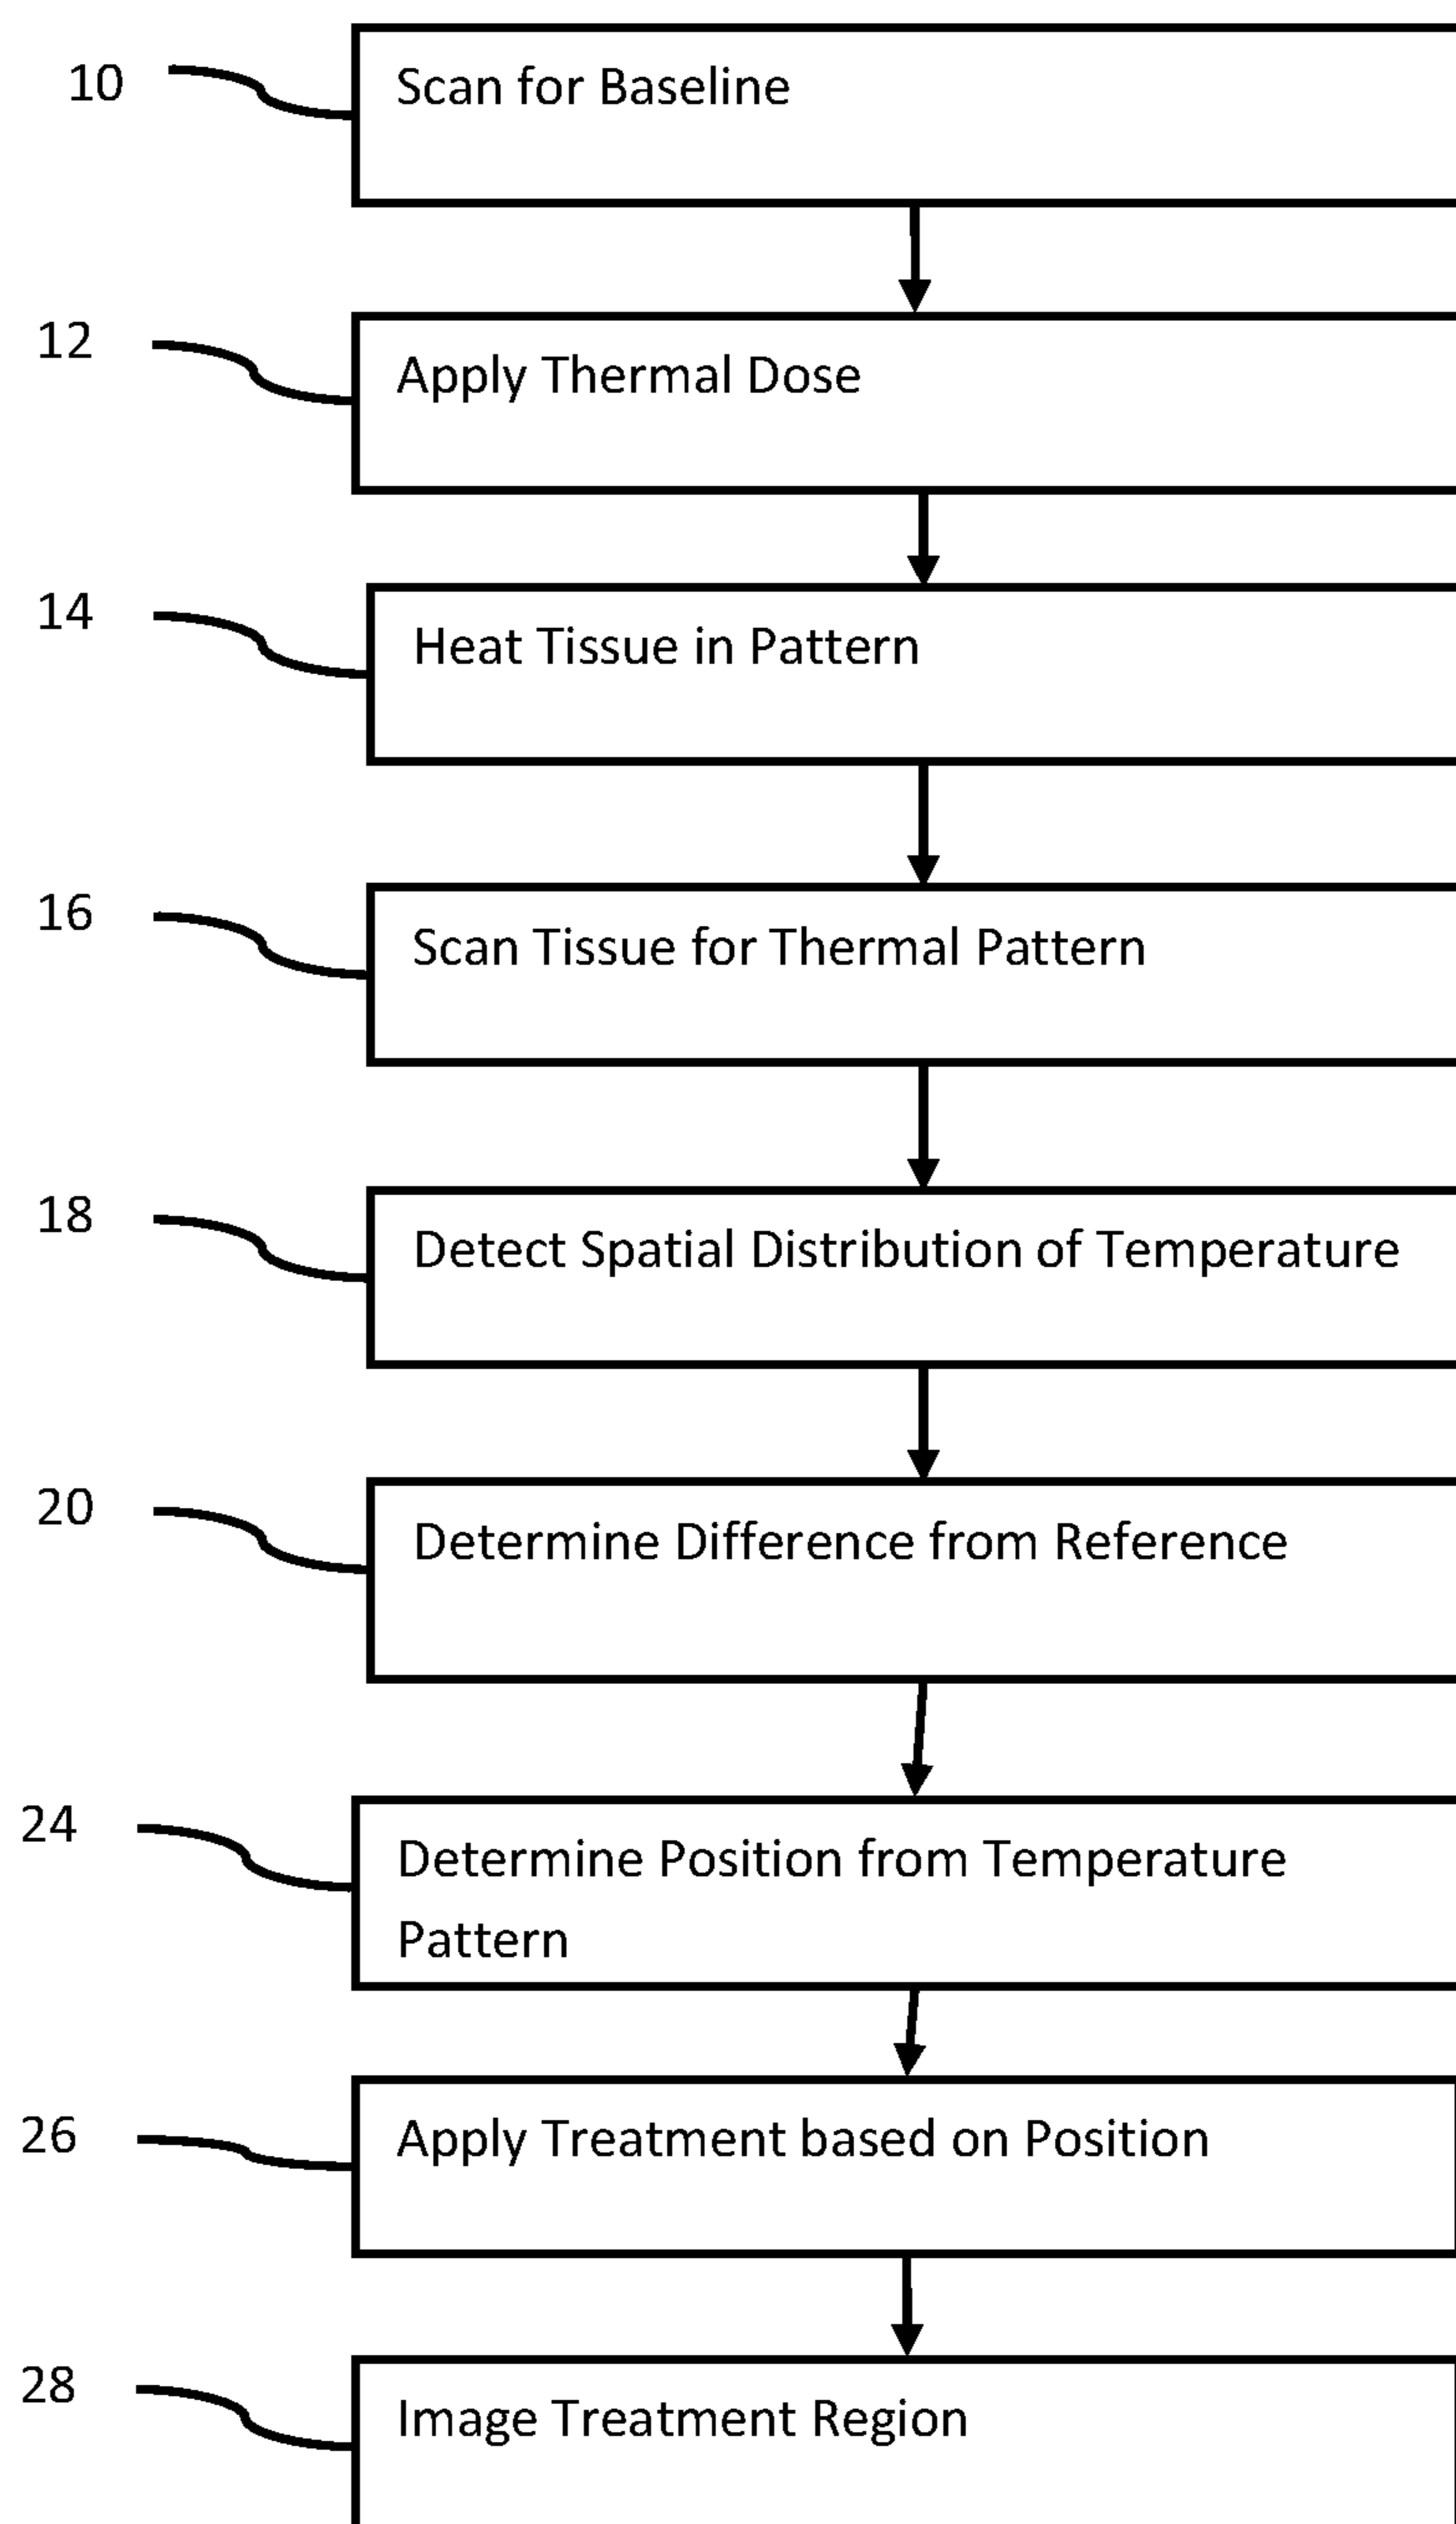 10
Scan for Baseline
12
Apply Thermal Dose
14
Heat Tissue in Pattern
16
Scan Tissue for Thermal Pattern
18
Detect Spatial Distribution of Temperature
20
Determine Difference from Reference
24
Determine Position from Temperature
Pattern
26
Apply Treatment based on Position
28
Image Treatment Region